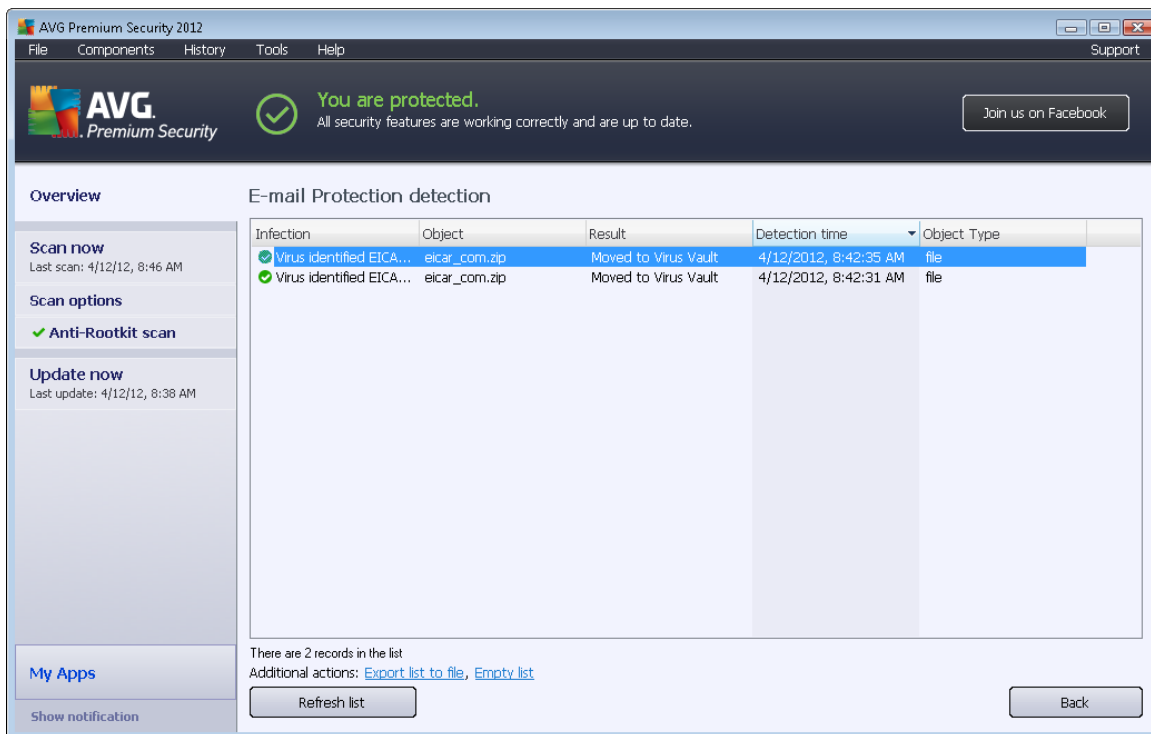 AVG Premium Security 2012
File Components History Tools Help Support
AVG.
Premium Security
You are protected.
All security features are working correctly and are up to date.
Join us on Facebook
Overview
Scan now
Last scan: 4/12/12, 8:46 AM
Scan options
Anti-Rootkit scan
Update now
Last update: 4/12/12, 8:38 AM
My Apps
Show notification
E-mail Protection detection
Infection Object Result Detection time Object Type
Virus identified EICA... eicar_com.zip Moved to Virus Vault 4/12/2012, 8:42:35 AM file
Virus identified EICA... eicar_com.zip Moved to Virus Vault 4/12/2012, 8:42:31 AM file
There are 2 records in the list
Additional actions: Export list to file, Empty list
Refresh list Back